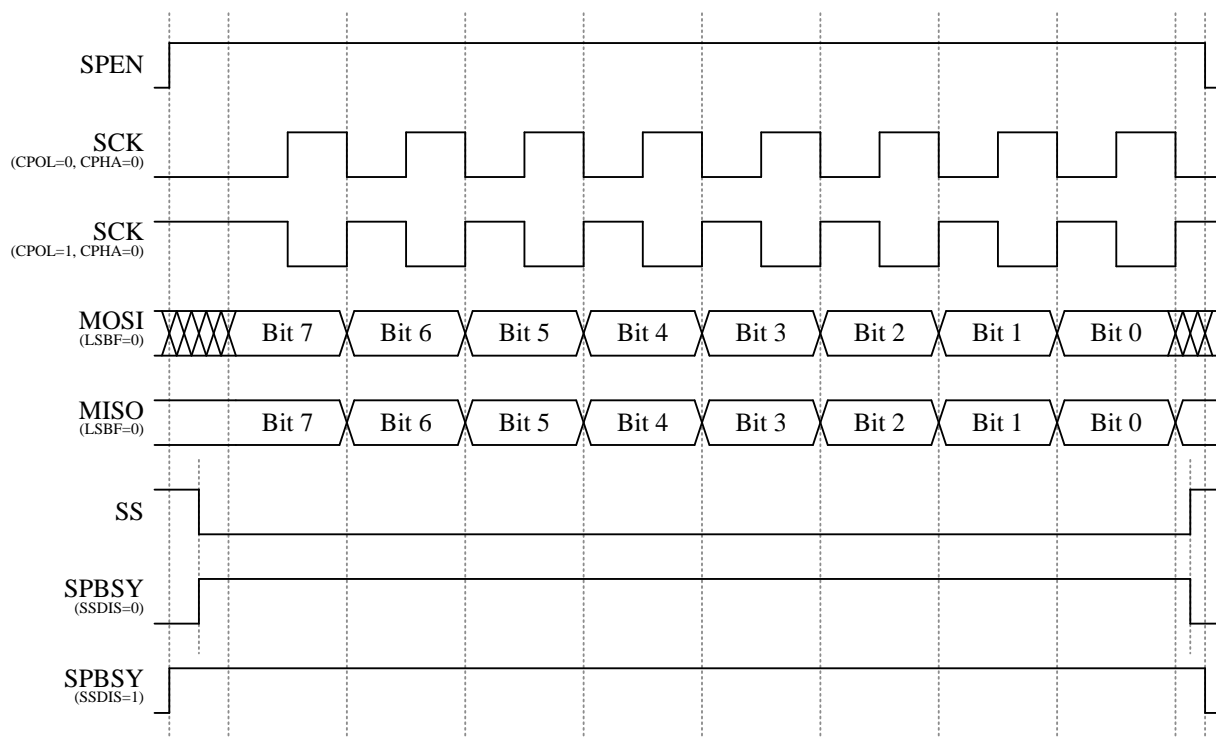 SPEN
SCK
(CPOL=0, CPHA=0)
SCK
(CPOL=1, CPHA=0)
MOSI
(LSBF=0)
Bit 7 Bit 6 Bit 5 Bit 4 Bit 3 Bit 2 Bit 1 Bit 0
MISO
(LSBF=0)
Bit 7 Bit 6 Bit 5 Bit 4 Bit 3 Bit 2 Bit 1 Bit 0
SS
SPBSY
(SSDIS=0)
SPBSY
(SSDIS=1)